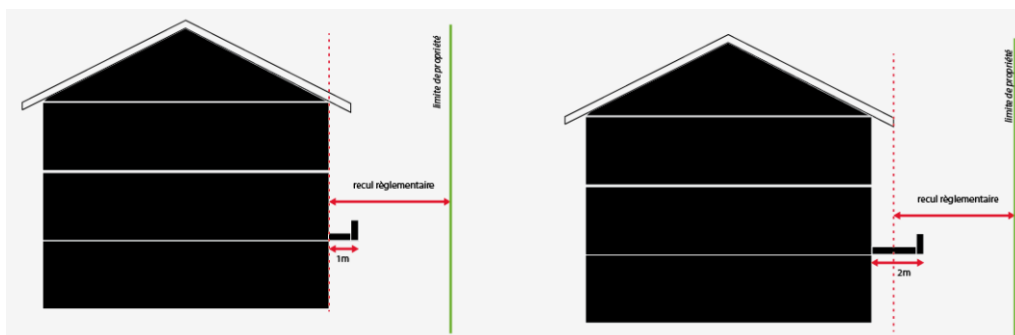 limite de propriété
recul règlementaire
1m
limite de propriété
recul règlementaire
2m